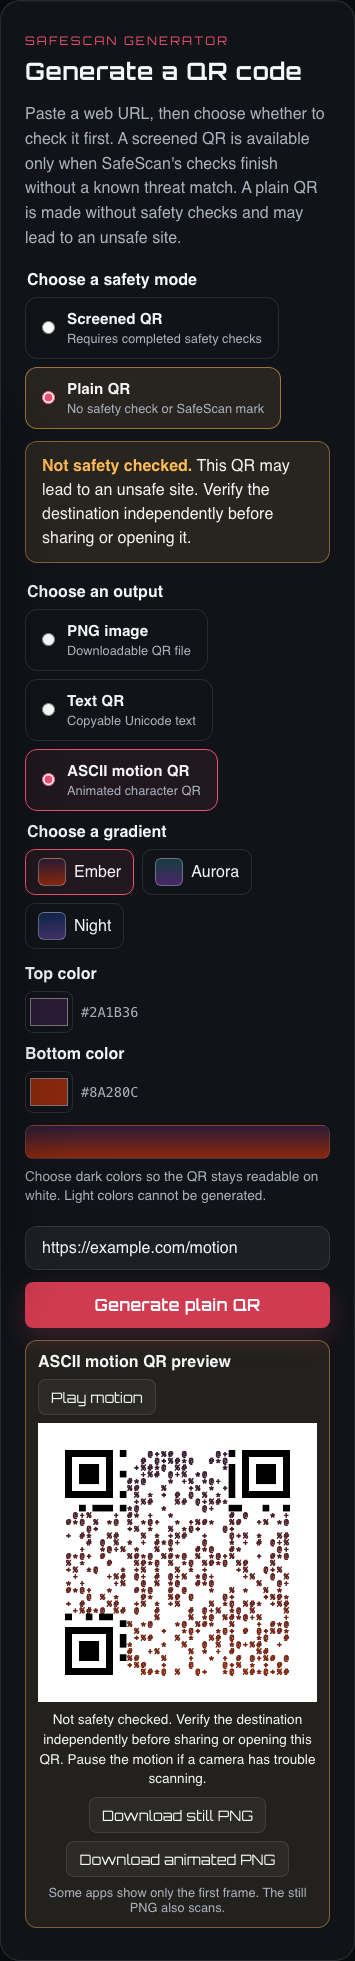 SAFESCAN GENERATOR
Generate a QR code
Paste a web URL, then choose whether to
check it first. A screened QR is available
only when SafeScan's checks finish
without a known threat match. A plain QR
is made without safety checks and may
lead to an unsafe site.
Choose a safety mode
Screened QR
Requires completed safety checks
Plain QR
No safety check or SafeScan mark
Not safety checked. This QR may
lead to an unsafe site. Verify the
destination independently before
sharing or opening it.
Choose an output
PNG image
Downloadable QR file
Text QR
Copyable Unicode text
ASCII motion QR
Animated character QR
Choose a gradient
Ember
Aurora
Night
Top color
#2A1B36
Bottom color
#8A280C
Choose dark colors so the QR stays readable on
white. Light colors cannot be generated.
https://example.com/motion
Generate plain QR
ASCII motion QR preview
Play motion
Not safety checked. Verify the destination
independently before sharing or opening this
QR. Pause the motion if a camera has trouble
scanning.
Download still PNG
Download animated PNG
Some apps show only the first frame. The still
PNG also scans.